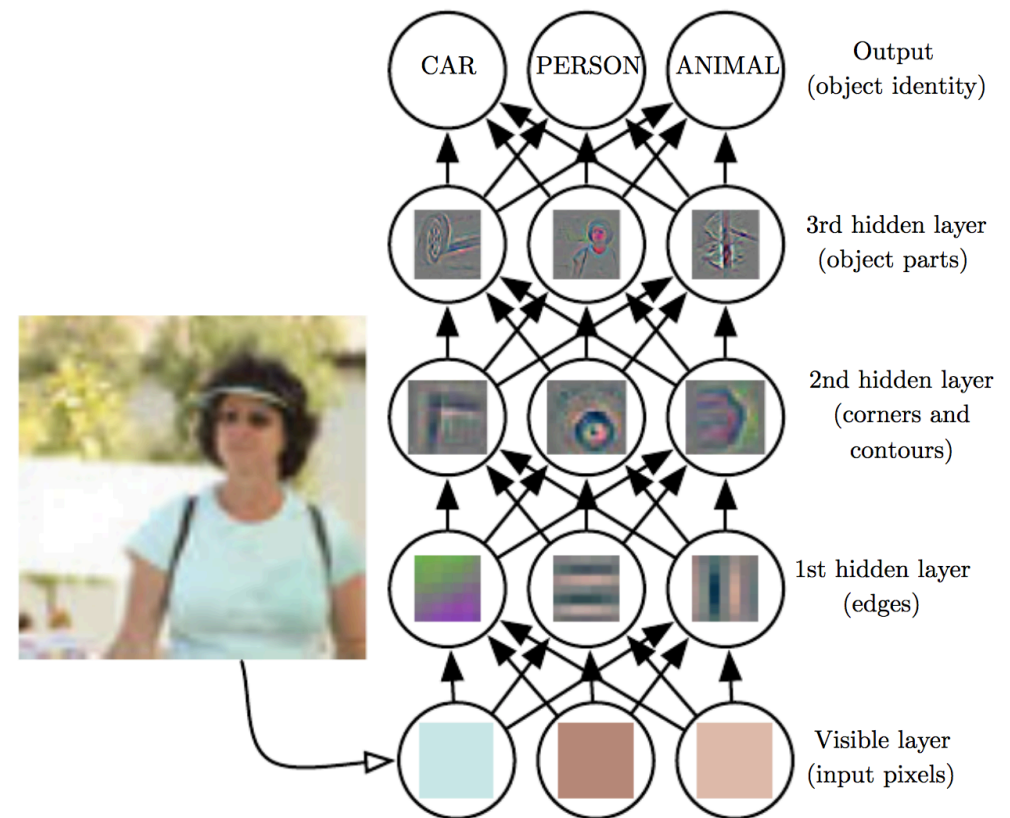 CAR PERSON ANIMAL
Output
(object identity)
3rd hidden layer
(object parts)
2nd hidden layer
(corners and
contours)
1st hidden layer
(edges)
Visible layer
(input pixels)